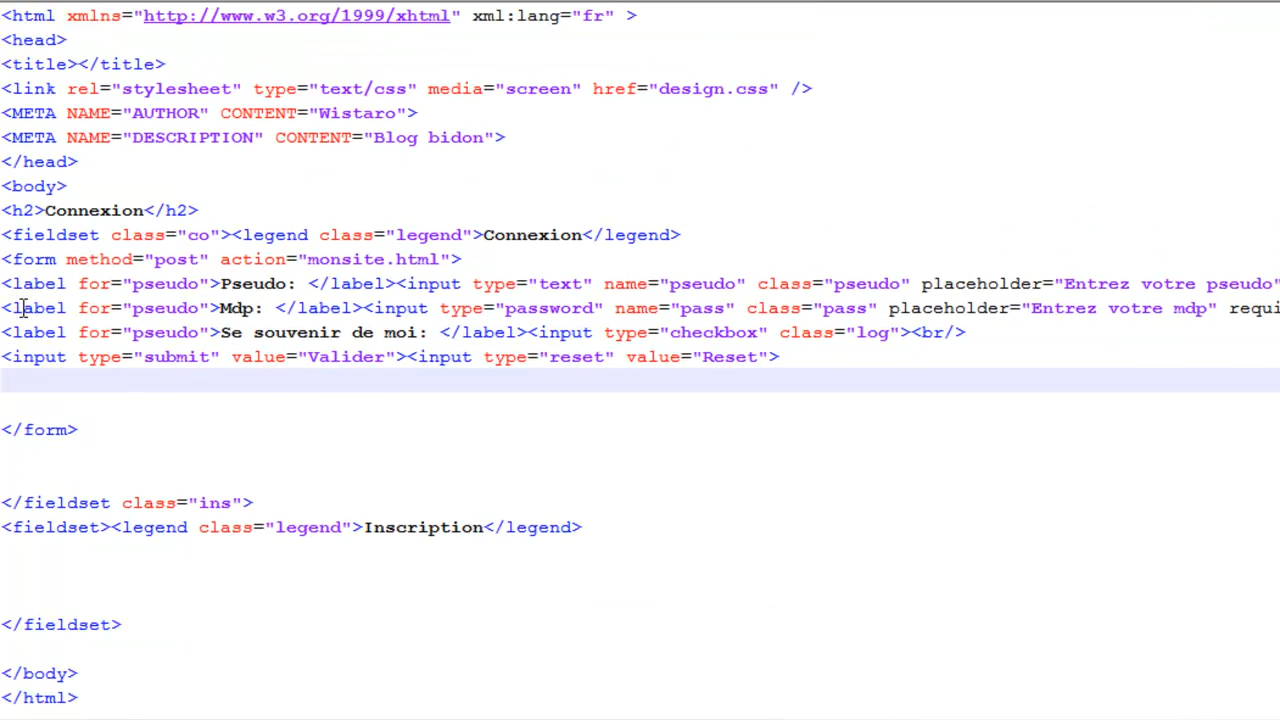 <html xmlns="http://www.w3.org/1999/xhtml" xml:lang="fr" >
<head>
<title></title>
<link rel="stylesheet" type="text/css" media="screen" href="design.css" />
<META NAME="AUTHOR" CONTENT="Wistaro">
<META NAME="DESCRIPTION" CONTENT="Blog bidon">
</head>
<body>
<h2>Connexion</h2>
<fieldset class="co"><legend class="legend">Connexion</legend>
<form method="post" action="monsite.html">
<label for="pseudo">Pseudo: </label><input type="text" name="pseudo" class="pseudo" placeholder="Entrez votre pseudo"
<label for="pseudo">Mdp: </label><input type="password" name="pass" class="pass" placeholder="Entrez votre mdp" requi
<label for="pseudo">Se souvenir de moi: </label><input type="checkbox" class="log"><br/>
<input type="submit" value="Valider"><input type="reset" value="Reset">
</form>
</fieldset class="ins">
<fieldset><legend class="legend">Inscription</legend>
</fieldset>
</body>
</html>